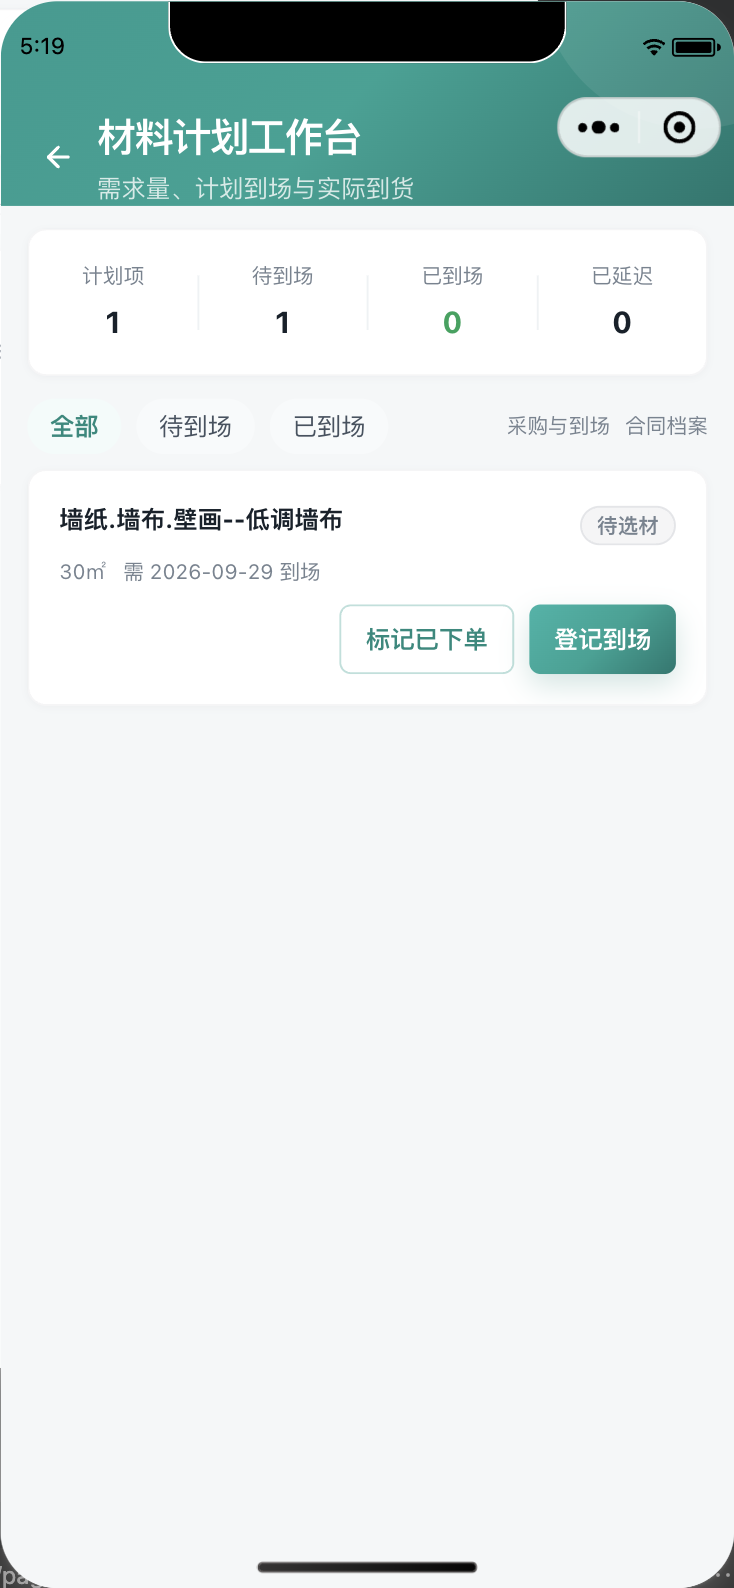 5:19
材料计划工作台
需求量、计划到场与实际到货
计划项 待到场 已到场 已延迟
1 1 0 0
全部 待到场 已到场 采购与到场 合同档案
墙纸.墙布.壁画--低调墙布
待选材
30㎡ 需 2026-09-29 到场
标记已下单 登记到场